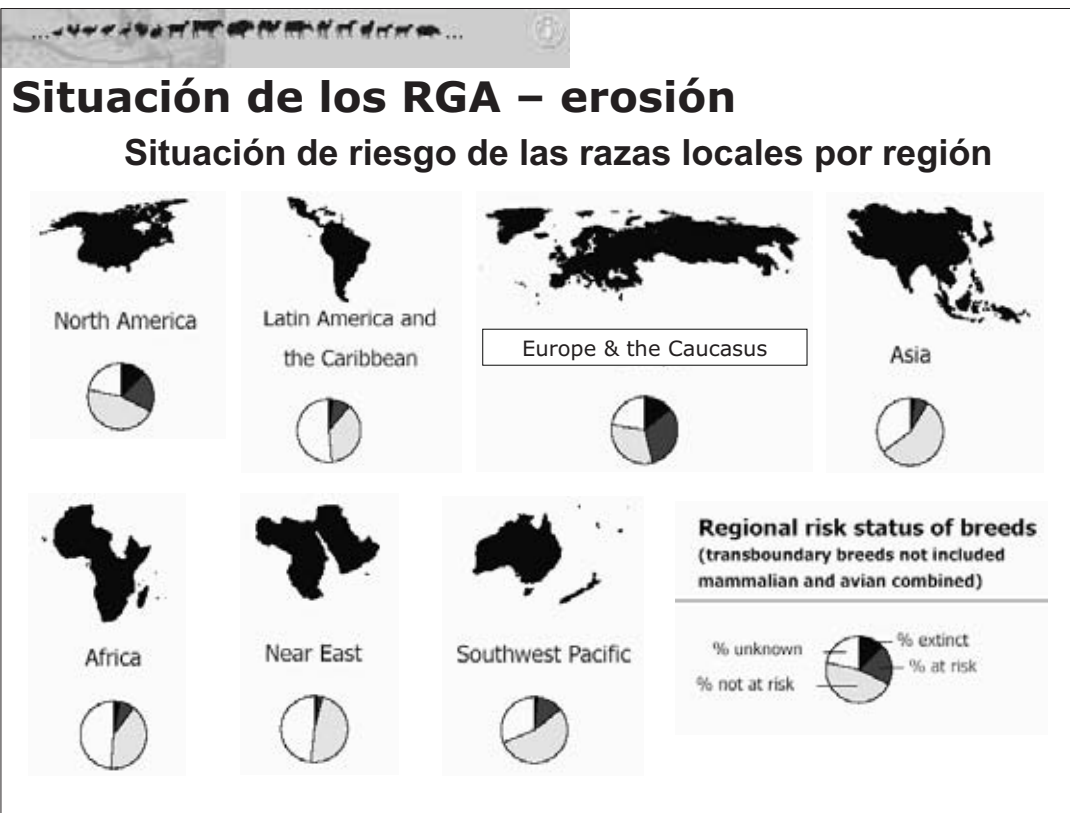 Situación de los RGA – erosión
Situación de riesgo de las razas locales por región
North America
Latin America and
the Caribbean
Europe & the Caucasus
Asia
Africa
Near East
Southwest Pacific
Regional risk status of breeds
(transboundary breeds not included
mammalian and avian combined)
% unknown
% extinct
% at risk
% not at risk